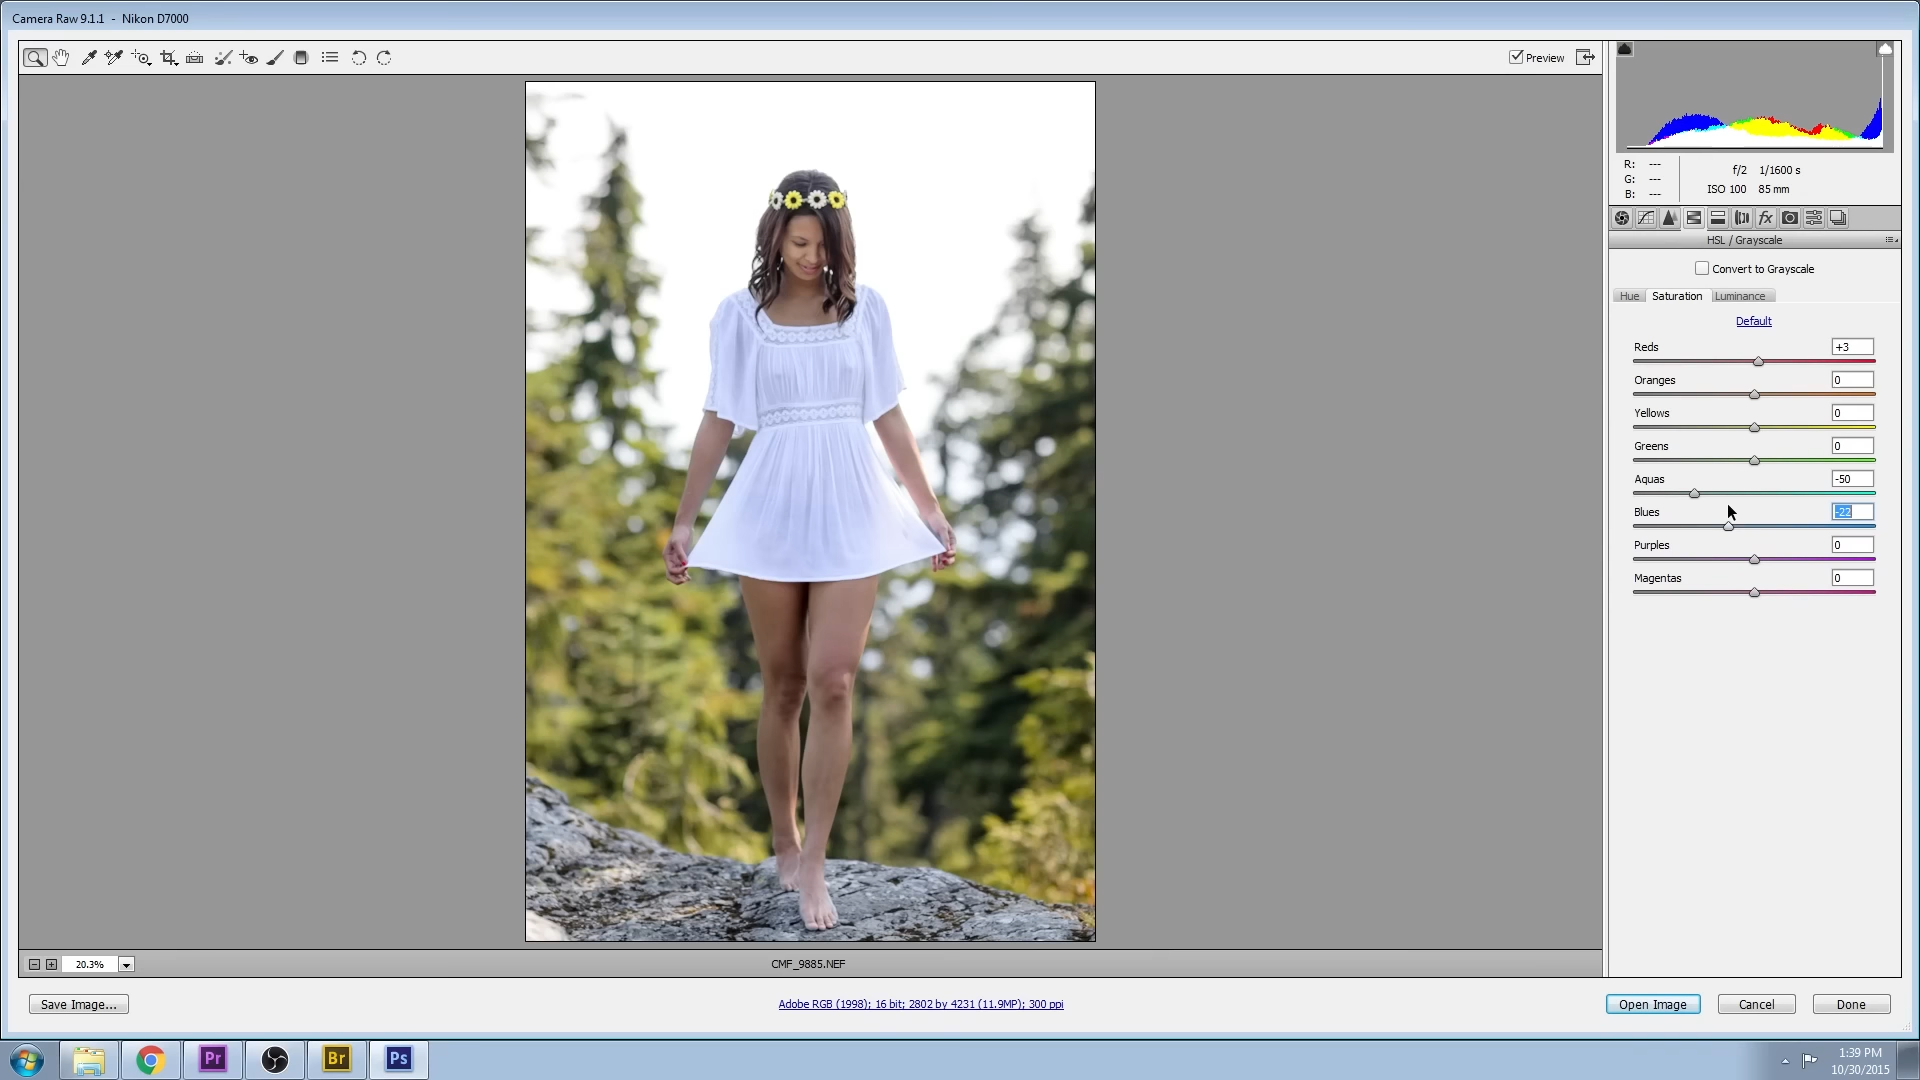 Camera Raw 9.1.1 - Nikon D7000
Preview
R: ---
G: ---
B: ---
f/2 1/1600 s
ISO 100 85 mm
fx
HSL / Grayscale
Convert to Grayscale
Hue Saturation Luminance
Default
Reds +3
Oranges 0
Yellows 0
Greens 0
Aquas -50
Blues -22
Purples 0
Magentas 0
20.3%
CMF_9885.NEF
Save Image...
Adobe RGB (1998); 16 bit; 2802 by 4231 (11.9MP); 300 ppi
Open Image Cancel Done
Pr Br Ps
1:39 PM
10/30/2015